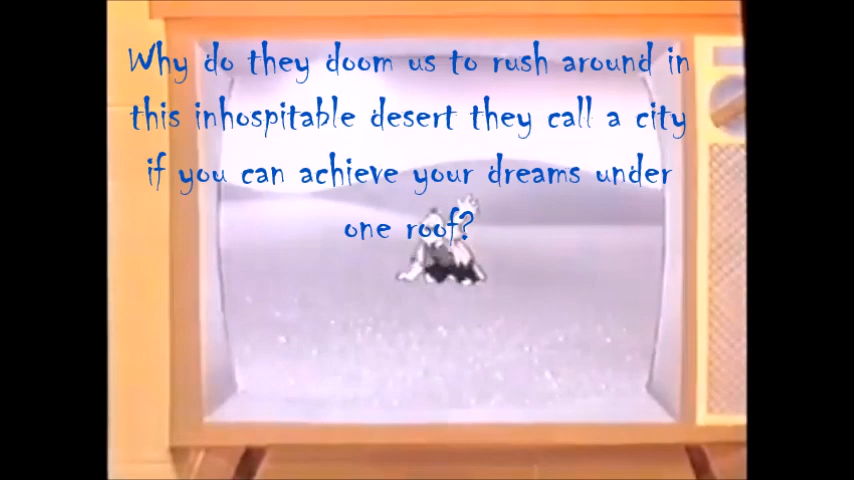 Why do they doom us to rush around in
this inhospitable desert they call a city
if you can achieve your dreams under
one roof?